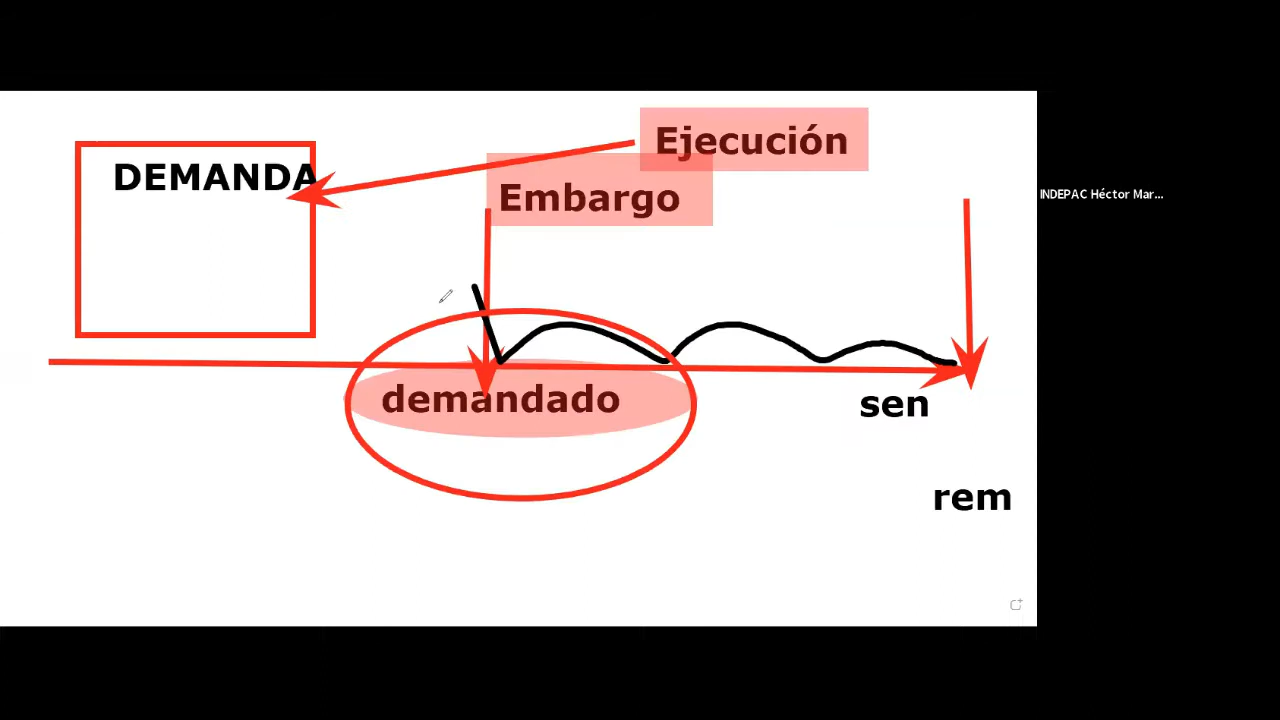 Ejecución
DEMANDA
Embargo
INDEPAC Héctor Mar...
demandado
sen
rem